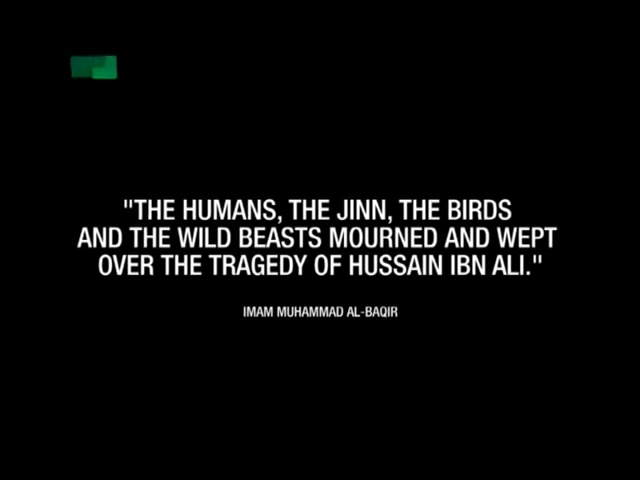 "THE HUMANS, THE JINN, THE BIRDS
AND THE WILD BEASTS MOURNED AND WEPT
OVER THE TRAGEDY OF HUSSAIN IBN ALI."
IMAM MUHAMMAD AL-BAQIR